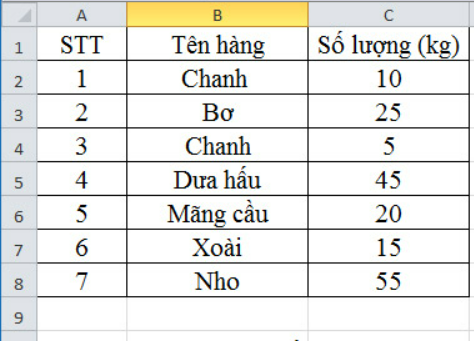 A B C
1 STT Tên hàng Số lượng (kg)
2 1 Chanh 10
3 2 Bơ 25
4 3 Chanh 5
5 4 Dưa hấu 45
6 5 Mãng cầu 20
7 6 Xoài 15
8 7 Nho 55
9